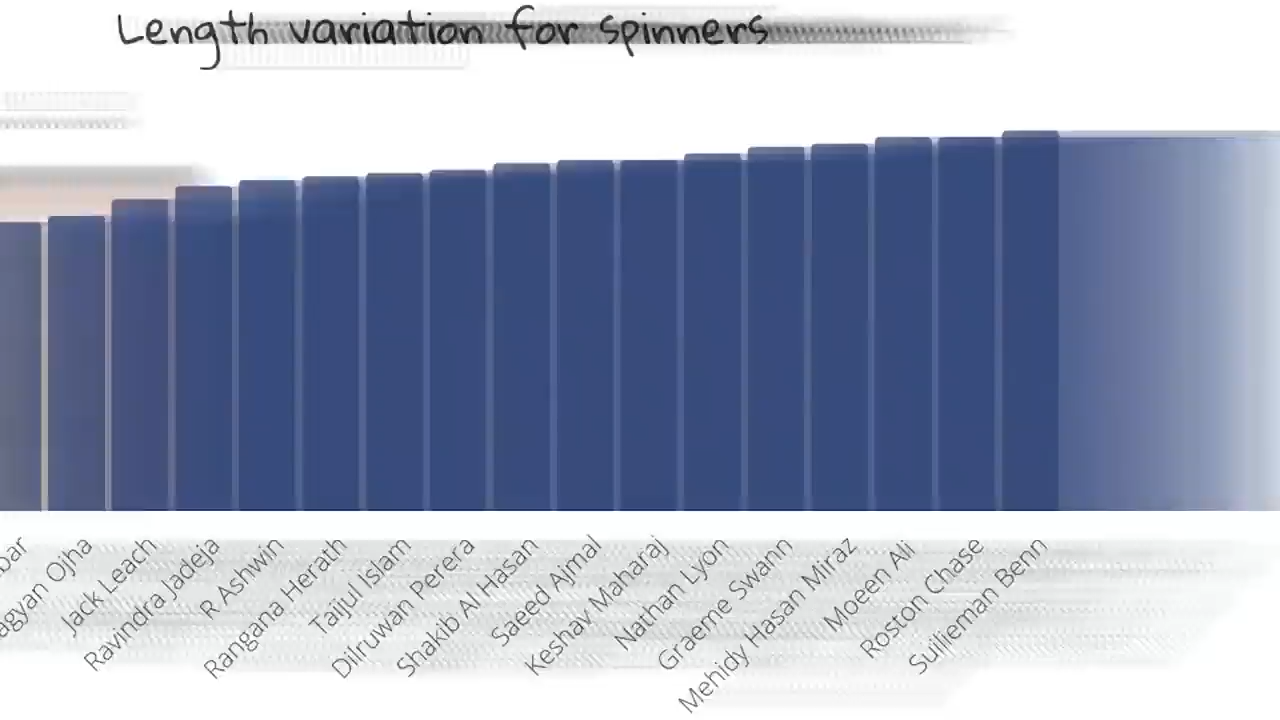 Length variation for spinners
Ojha
Jack Leach
Ravindra Jadeja
R Ashwin
Rangana Herath
Taijul Islam
Dilruwan Perera
Shakib Al Hasan
Saeed Ajmal
Keshav Maharaj
Nathan Lyon
Graeme Swann
Mehidy Hasan Miraz
Moeen Ali
Roston Chase
Sulieman Benn